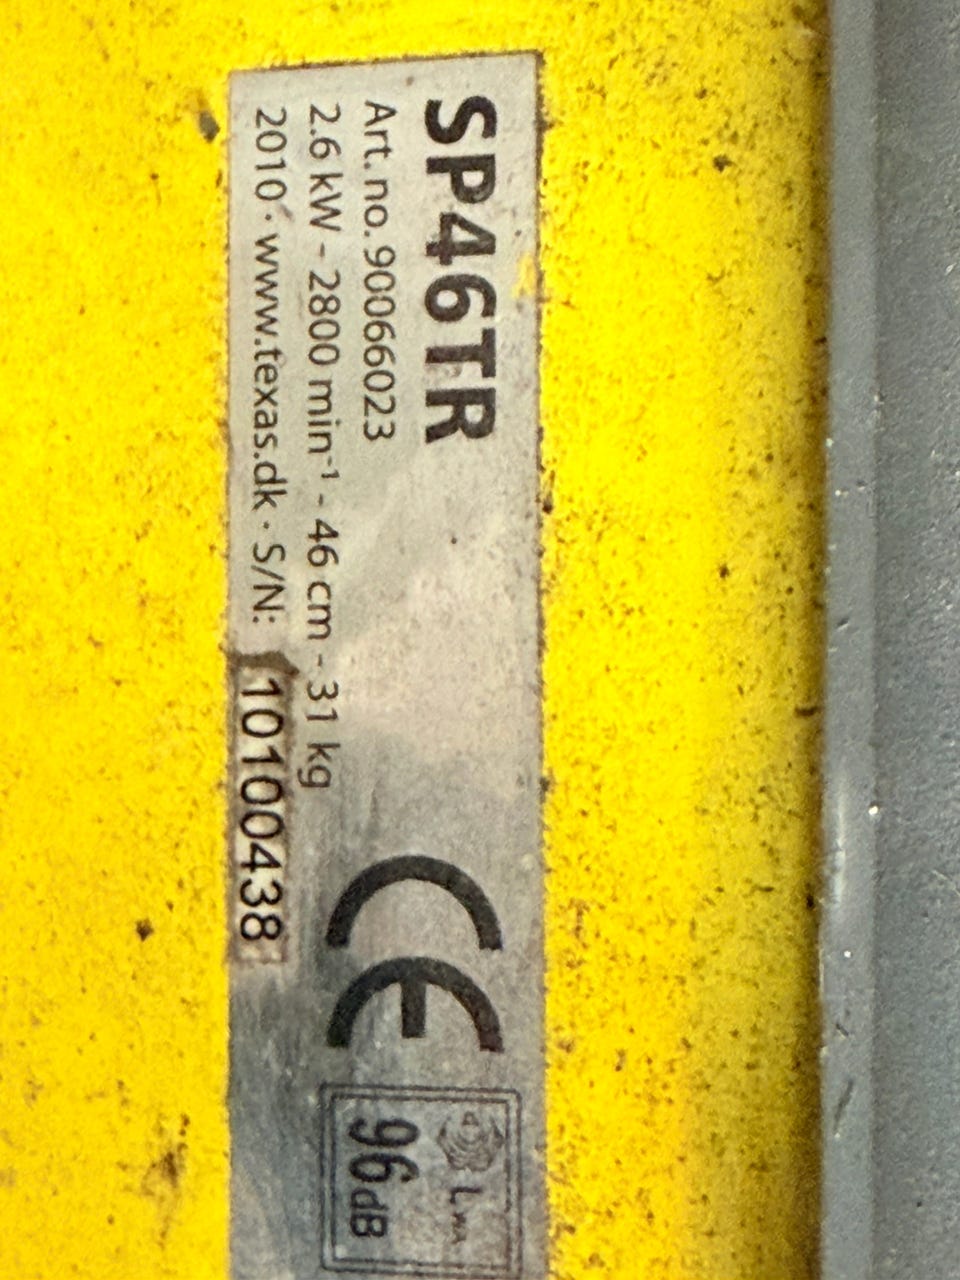 SP46TR
Art. no. 90066023
2.6 kW - 2800 min⁻¹ - 46 cm - 31 kg
2010 · www.texas.dk · S/N: 10100438
CE
Lwa
96dB